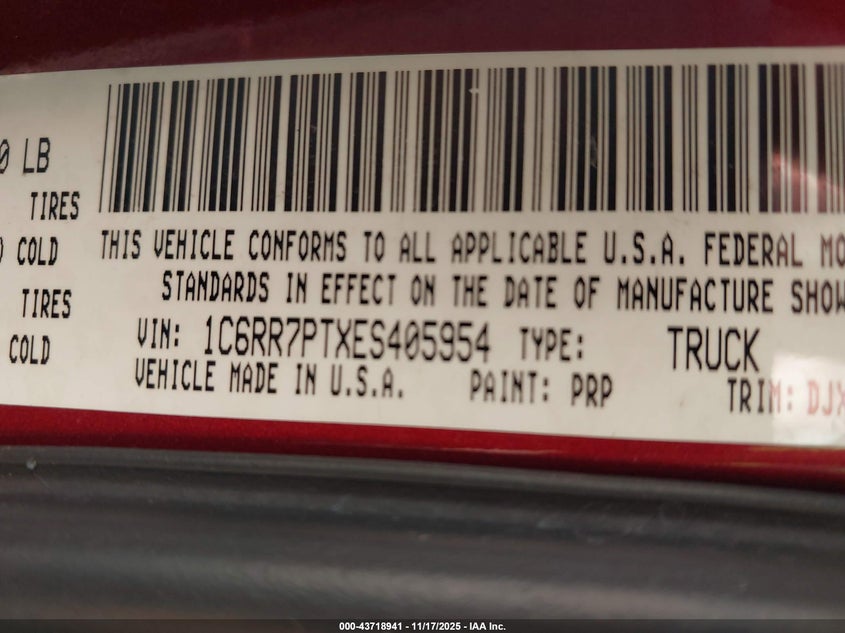 0 LB
TIRES
COLD
TIRES
COLD
THIS VEHICLE CONFORMS TO ALL APPLICABLE U.S.A. FEDERAL MO
STANDARDS IN EFFECT ON THE DATE OF MANUFACTURE SHOW
VIN: 1C6RR7PTXES405954 TYPE: TRUCK
VEHICLE MADE IN U.S.A. PAINT: PRP TRIM: DJX
000-43718941 - 11/17/2025 - IAA Inc.